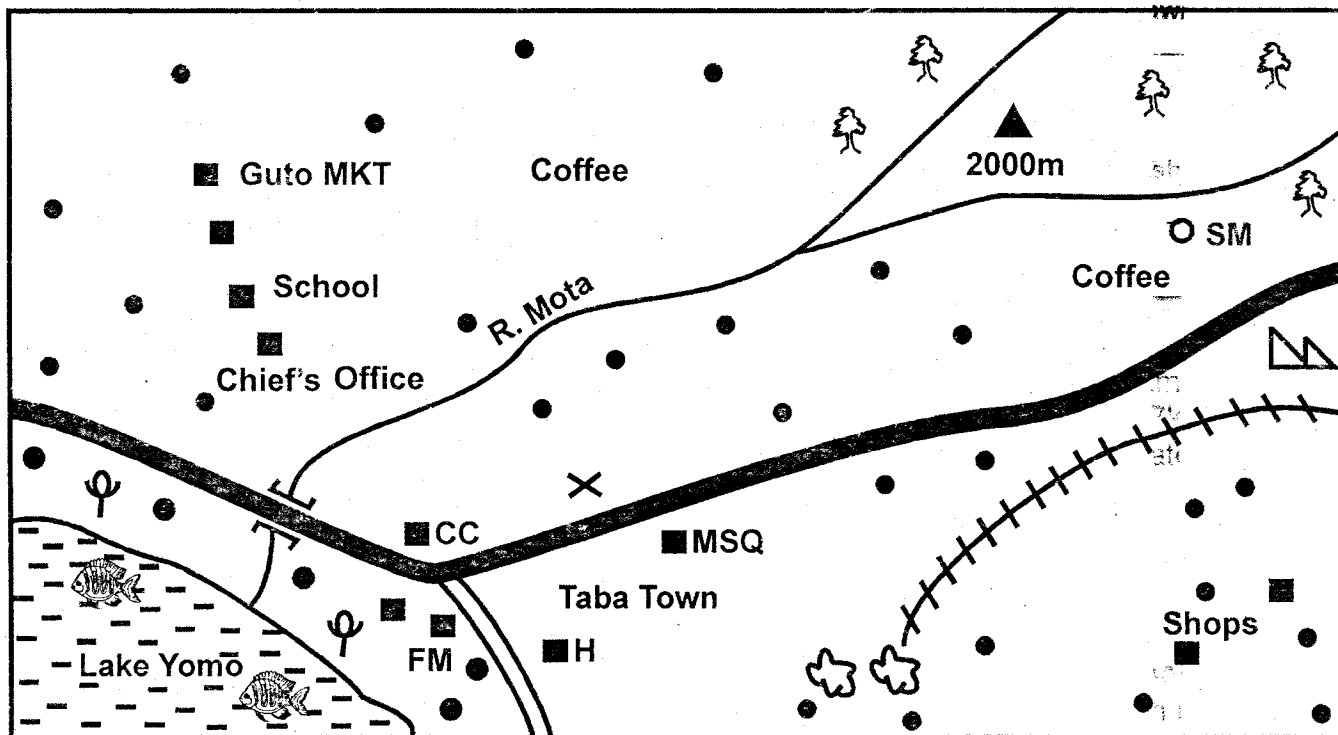 2000m
Guto MKT
Coffee
SM
School
Coffee
R. Mota
Chief's Office
CC
MSQ
Taba Town
Shops
H
FM
Lake Yomo